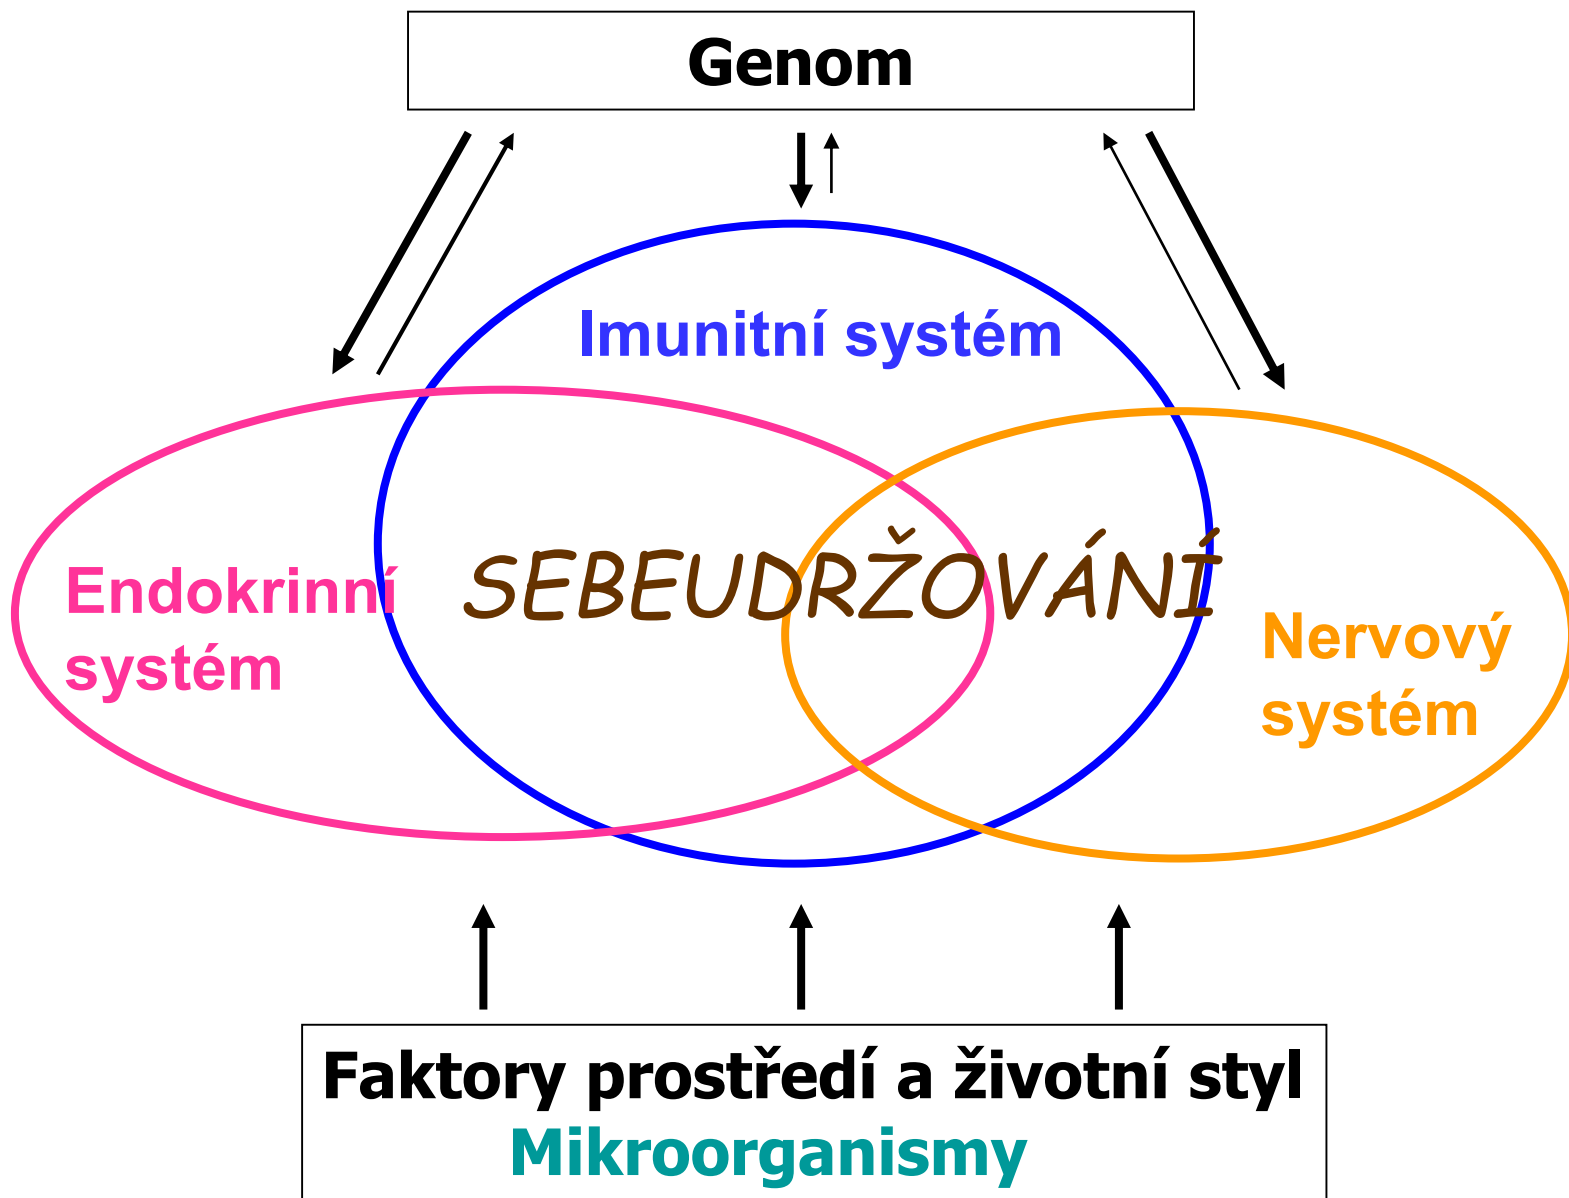 Genom
Imunitní systém
Endokrinní
systém
SEBEUDRŽOVÁNÍ
Nervový
systém
Faktory prostředí a životní styl
Mikroorganismy